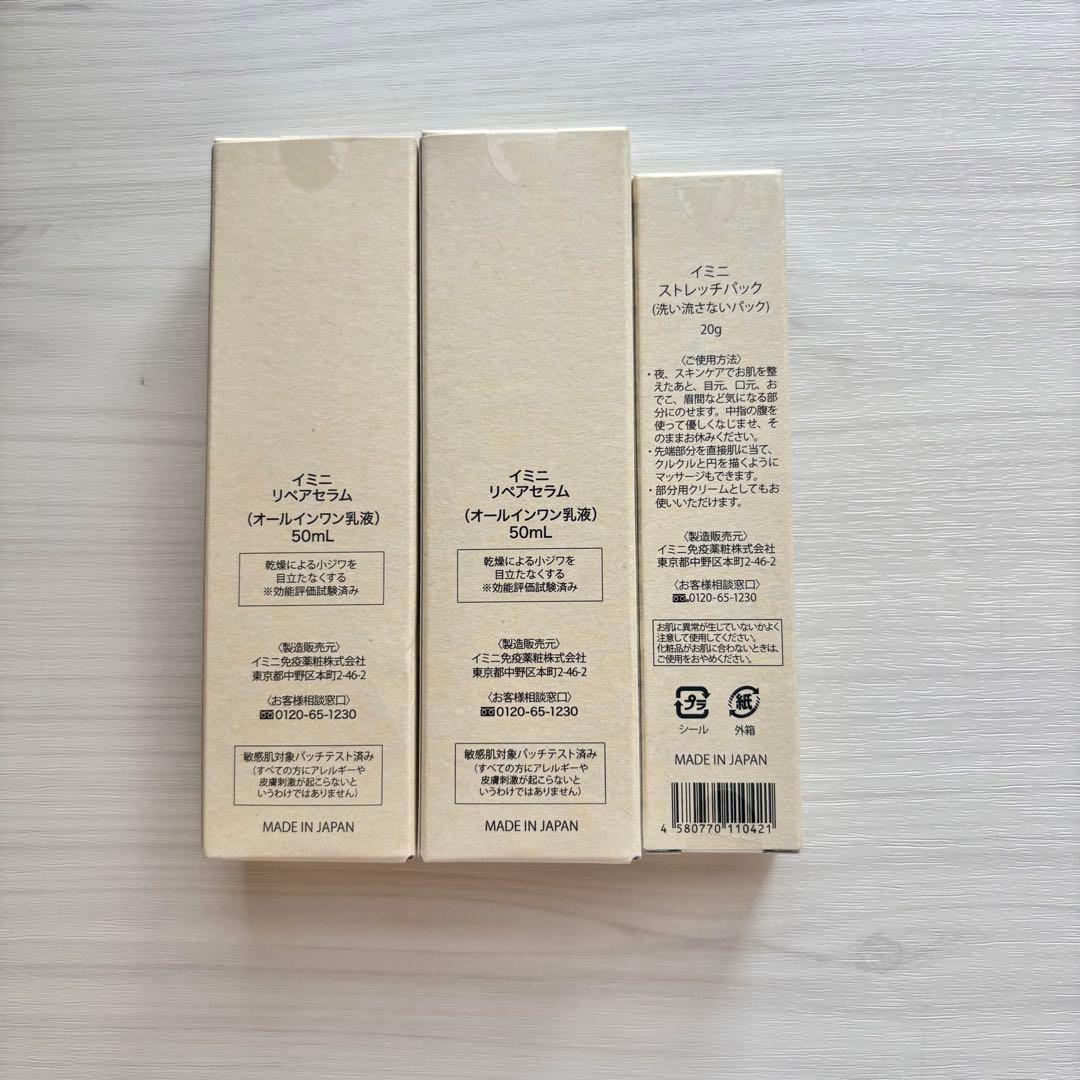 イミニ
リペアセラム
（オールインワン乳液）
50mL
乾燥による小ジワを
目立たなくする
※効能評価試験済み
〈製造販売元〉
イミニ免疫薬粧株式会社
東京都中野区本町2-46-2
〈お客様相談窓口〉
0120-65-1230
敏感肌対象パッチテスト済み
（すべての方にアレルギーや
皮膚刺激が起こらないと
いうわけではありません）
MADE IN JAPAN
イミニ
リペアセラム
（オールインワン乳液）
50mL
乾燥による小ジワを
目立たなくする
※効能評価試験済み
〈製造販売元〉
イミニ免疫薬粧株式会社
東京都中野区本町2-46-2
〈お客様相談窓口〉
0120-65-1230
敏感肌対象パッチテスト済み
（すべての方にアレルギーや
皮膚刺激が起こらないと
いうわけではありません）
MADE IN JAPAN
イミニ
ストレッチパック
(洗い流さないパック)
20g
〈ご使用方法〉
・夜、スキンケアでお肌を整
えたあと、目元、口元、お
でこ、眉間など気になる部
分にのせます。中指の腹を
使って優しくなじませ、そ
のままお休みください。
・先端部分を直接肌に当て、
クルクルと円を描くように
マッサージもできます。
・部分用クリームとしてもお
使いいただけます。
〈製造販売元〉
イミニ免疫薬粧株式会社
東京都中野区本町2-46-2
〈お客様相談窓口〉
0120-65-1230
お肌に異常が生じていないかよく
注意して使用してください。
化粧品がお肌に合わないときは、
ご使用をおやめください。
プラ 紙
シール 外箱
MADE IN JAPAN
4 580770 110421